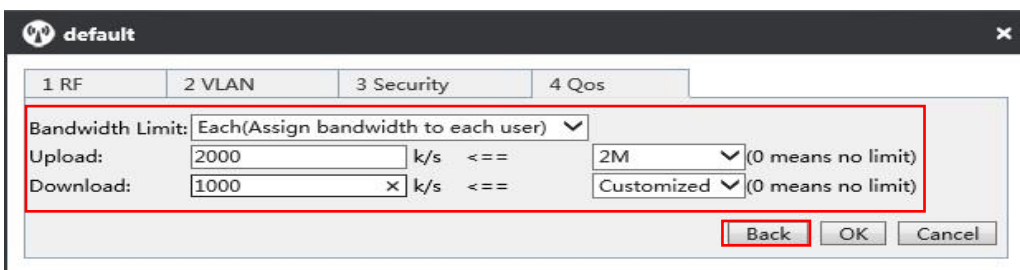 default
1 RF 2 VLAN 3 Security 4 Qos
Bandwidth Limit: Each(Assign bandwidth to each user)
Upload: 2000 k/s <== 2M (0 means no limit)
Download: 1000 × k/s <== Customized (0 means no limit)
Back OK Cancel